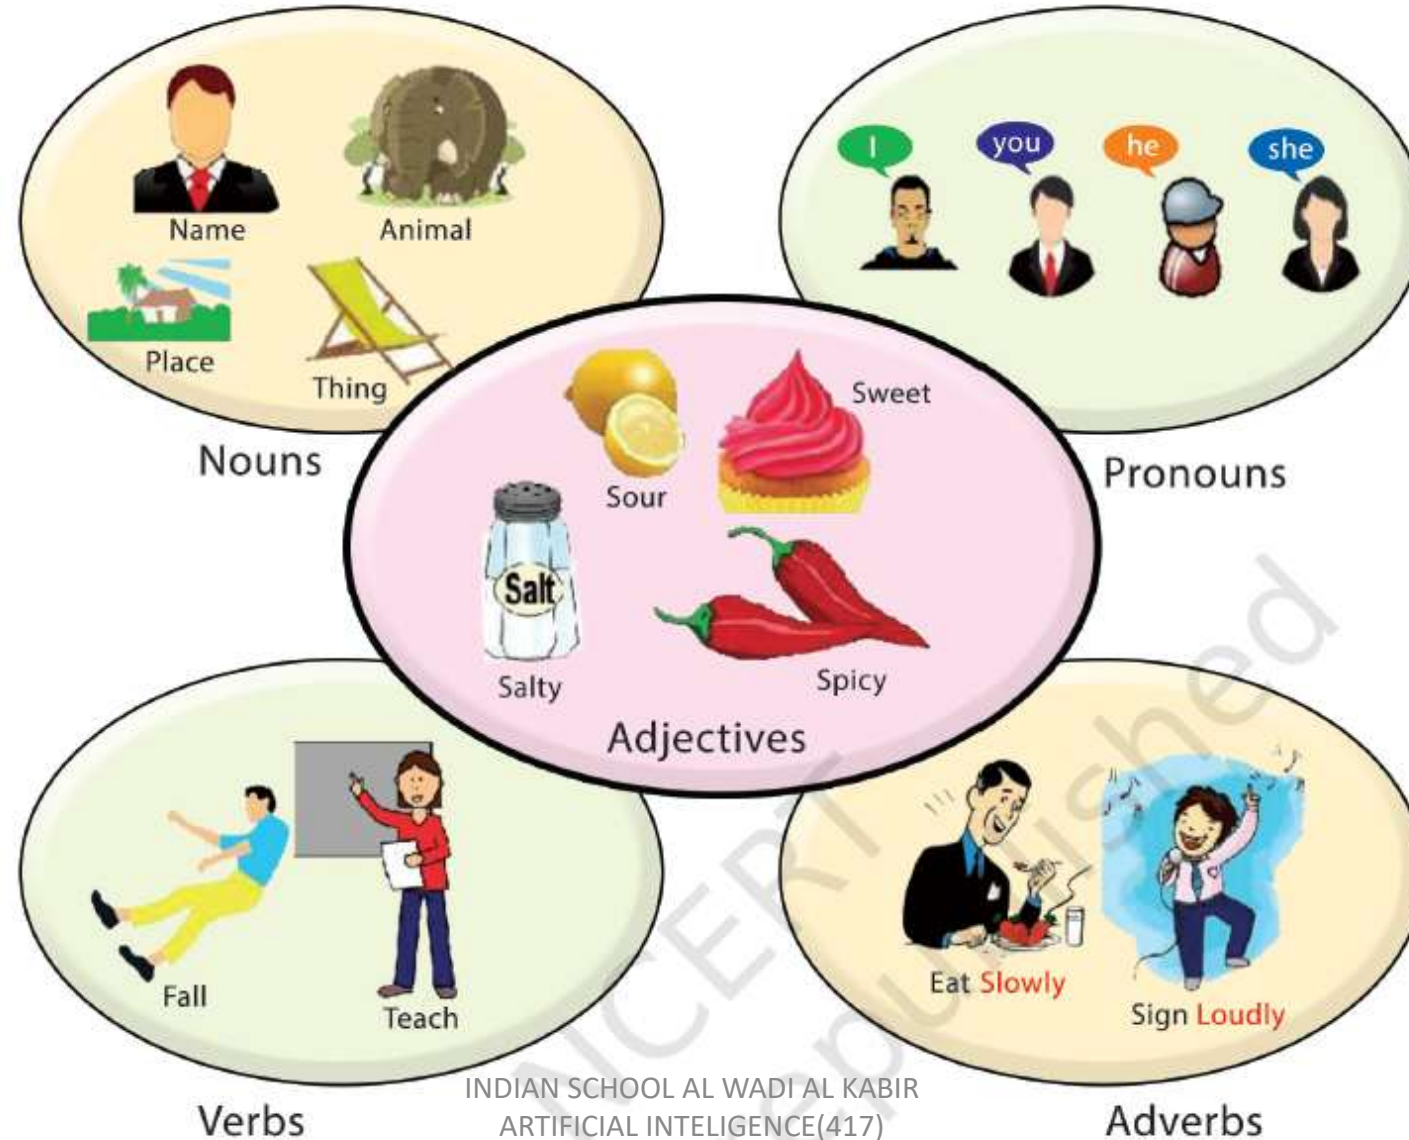 Name
Animal
Place
Thing
Nouns
I
you
he
she
Pronouns
Sour
Sweet
Salt
Salty
Spicy
Adjectives
Fall
Teach
Verbs
Eat Slowly
Sign Loudly
Adverbs
INDIAN SCHOOL AL WADI AL KABIR
ARTIFICIAL INTELIGENCE(417)
NCERT